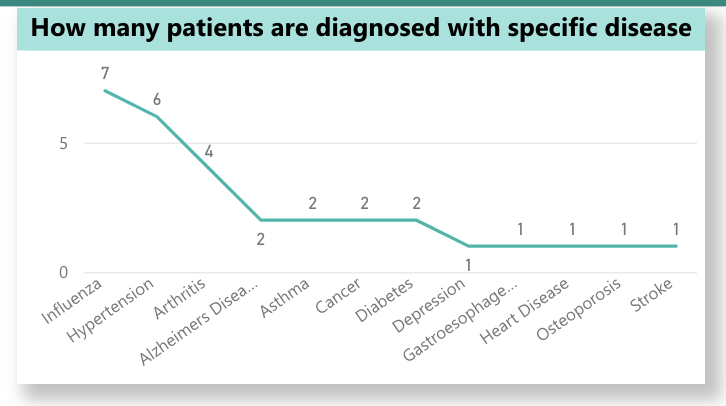 How many patients are diagnosed with specific disease
7
6
5
4
2
2
2
2
1
1
1
1
1
0
Influenza
Hypertension
Arthritis
Alzheimers Disea...
Asthma
Cancer
Diabetes
Depression
Gastroesophage...
Heart Disease
Osteoporosis
Stroke